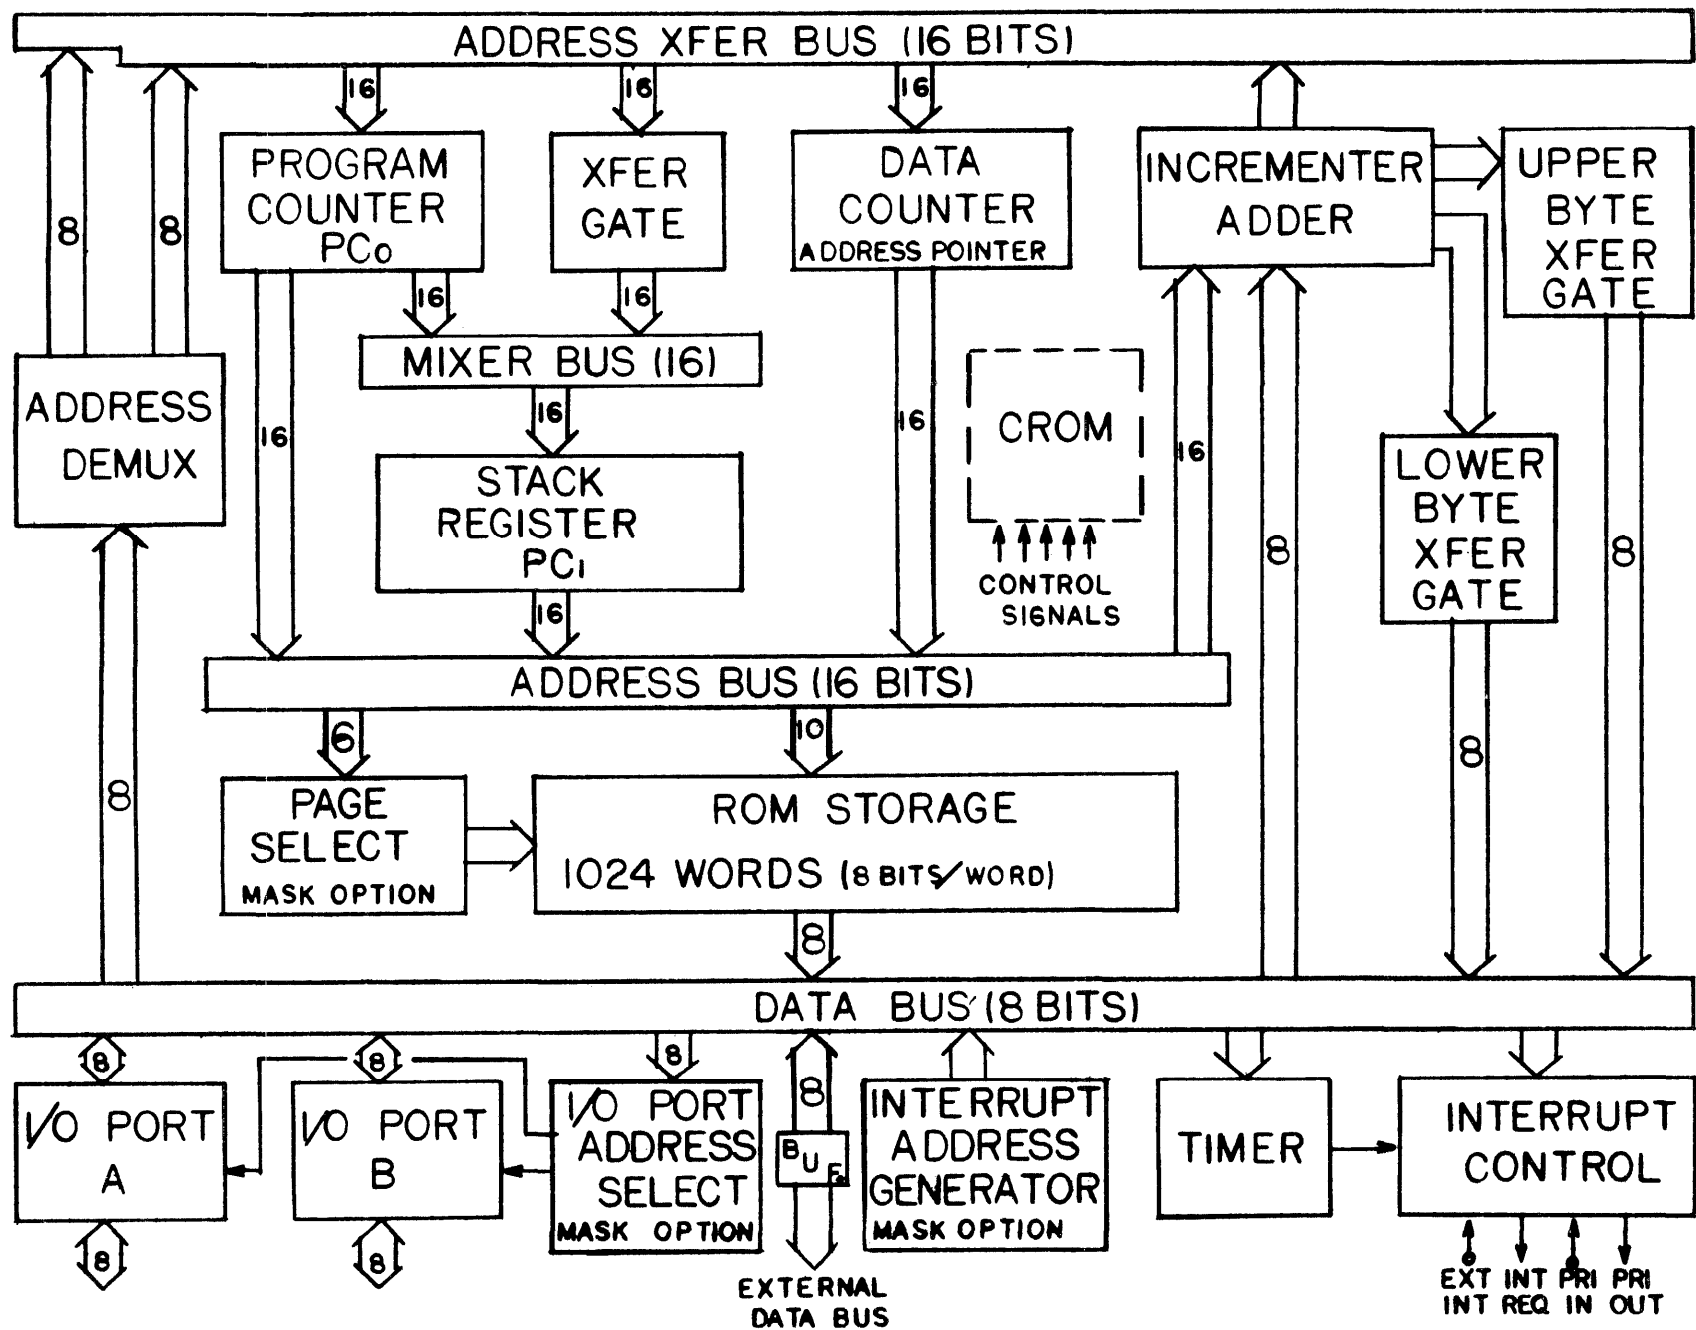 ADDRESS XFER BUS (16 BITS)
16
16
16
8
8
PROGRAM
COUNTER
PC0
XFER
GATE
DATA
COUNTER
ADDRESS POINTER
INCREMENTER
ADDER
UPPER
BYTE
XFER
GATE
16
16
MIXER BUS (16)
16
16
16
16
ADDRESS
DEMUX
CROM
CONTROL
SIGNALS
STACK
REGISTER
PC1
16
LOWER
BYTE
XFER
GATE
8
8
ADDRESS BUS (16 BITS)
6
10
8
8
PAGE
SELECT
MASK OPTION
ROM STORAGE
1024 WORDS (8 BITS/WORD)
8
DATA BUS (8 BITS)
8
8
8
8
I/O PORT
A
I/O PORT
B
I/O PORT
ADDRESS
SELECT
MASK OPTION
BUF.
INTERRUPT
ADDRESS
GENERATOR
MASK OPTION
TIMER
INTERRUPT
CONTROL
8
8
EXTERNAL
DATA BUS
EXT INT PRI PRI
INT REQ IN OUT